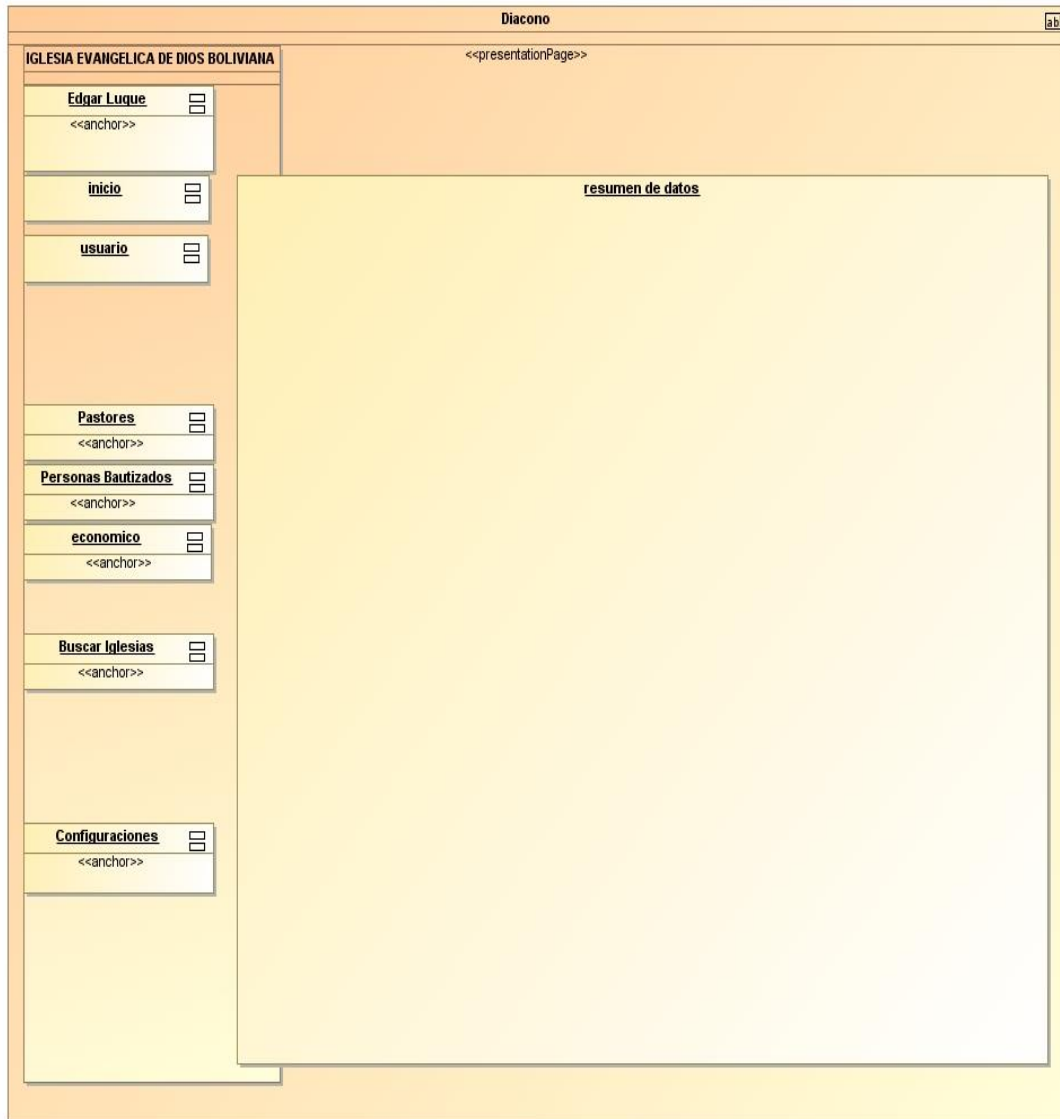 Diacono
ab
<<presentationPage>>
IGLESIA EVANGELICA DE DIOS BOLIVIANA
Edgar Luque
<<anchor>>
inicio
usuario
Pastores
<<anchor>>
Personas Bautizados
<<anchor>>
economico
<<anchor>>
Buscar Iglesias
<<anchor>>
Configuraciones
<<anchor>>
resumen de datos